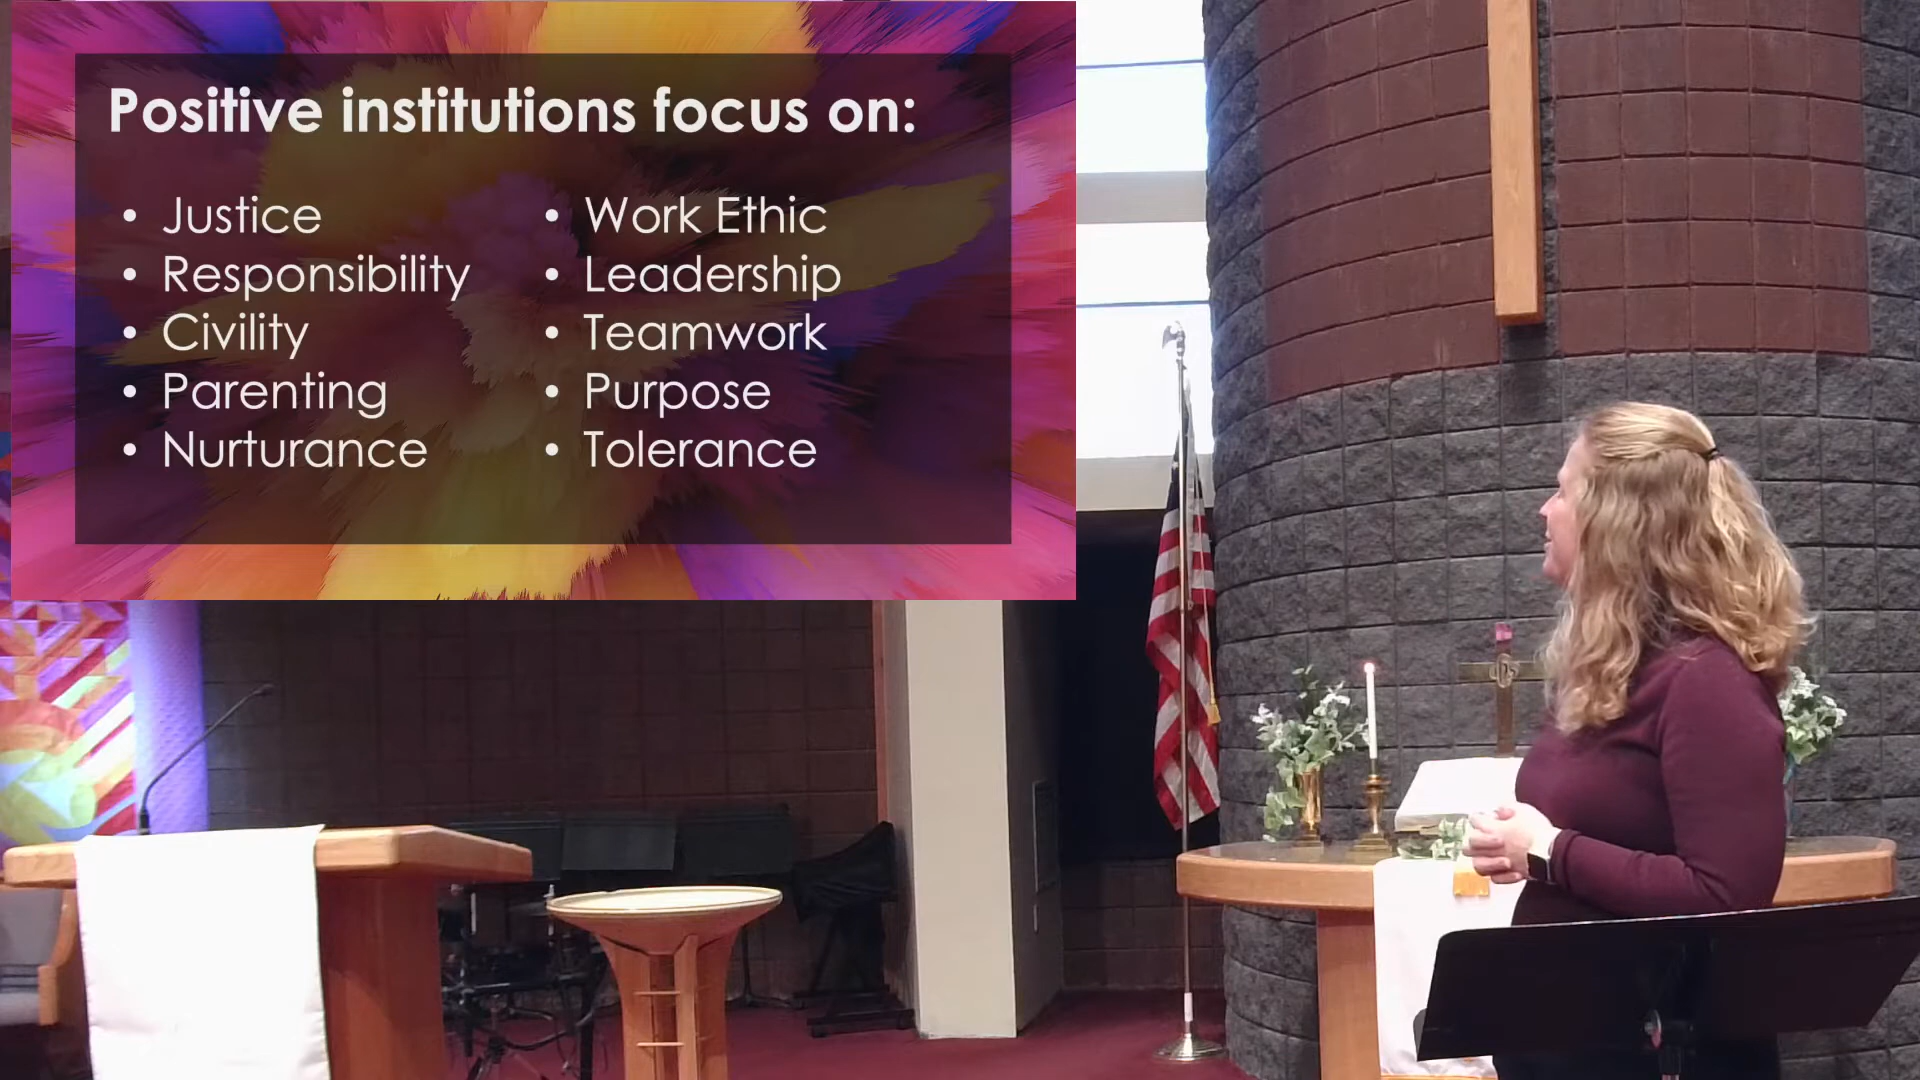 Positive institutions focus on:
• Justice
• Responsibility
• Civility
• Parenting
• Nurturance
• Work Ethic
• Leadership
• Teamwork
• Purpose
• Tolerance